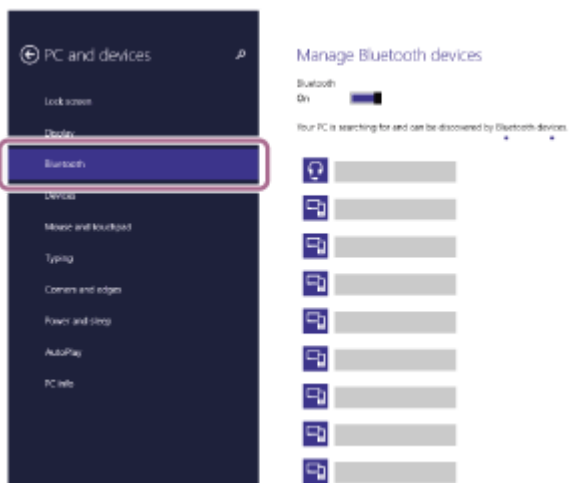 PC and devices
Lock screen
Display
Bluetooth
Devices
Mouse and touchpad
Typing
Corners and edges
Power and sleep
AutoPlay
PC info
Manage Bluetooth devices
Bluetooth
On
Your PC is searching for and can be discovered by Bluetooth devices.